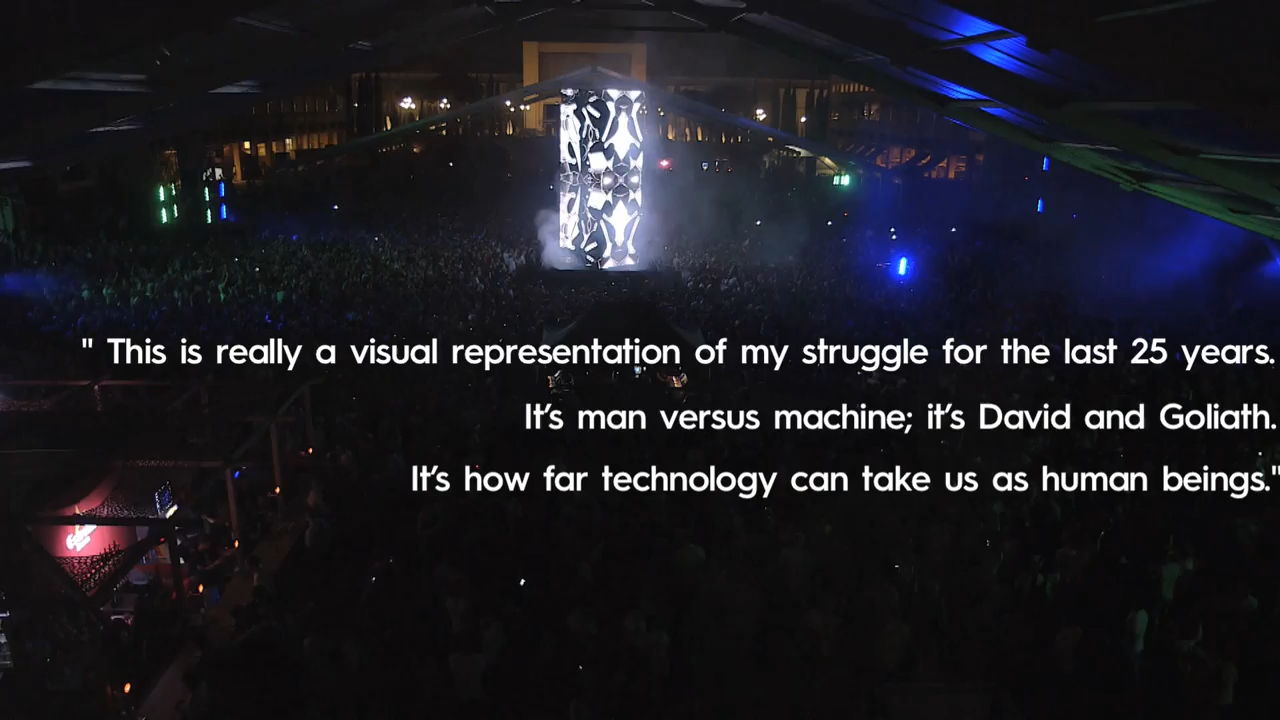 " This is really a visual representation of my struggle for the last 25 years.
It's man versus machine; it's David and Goliath.
It's how far technology can take us as human beings."